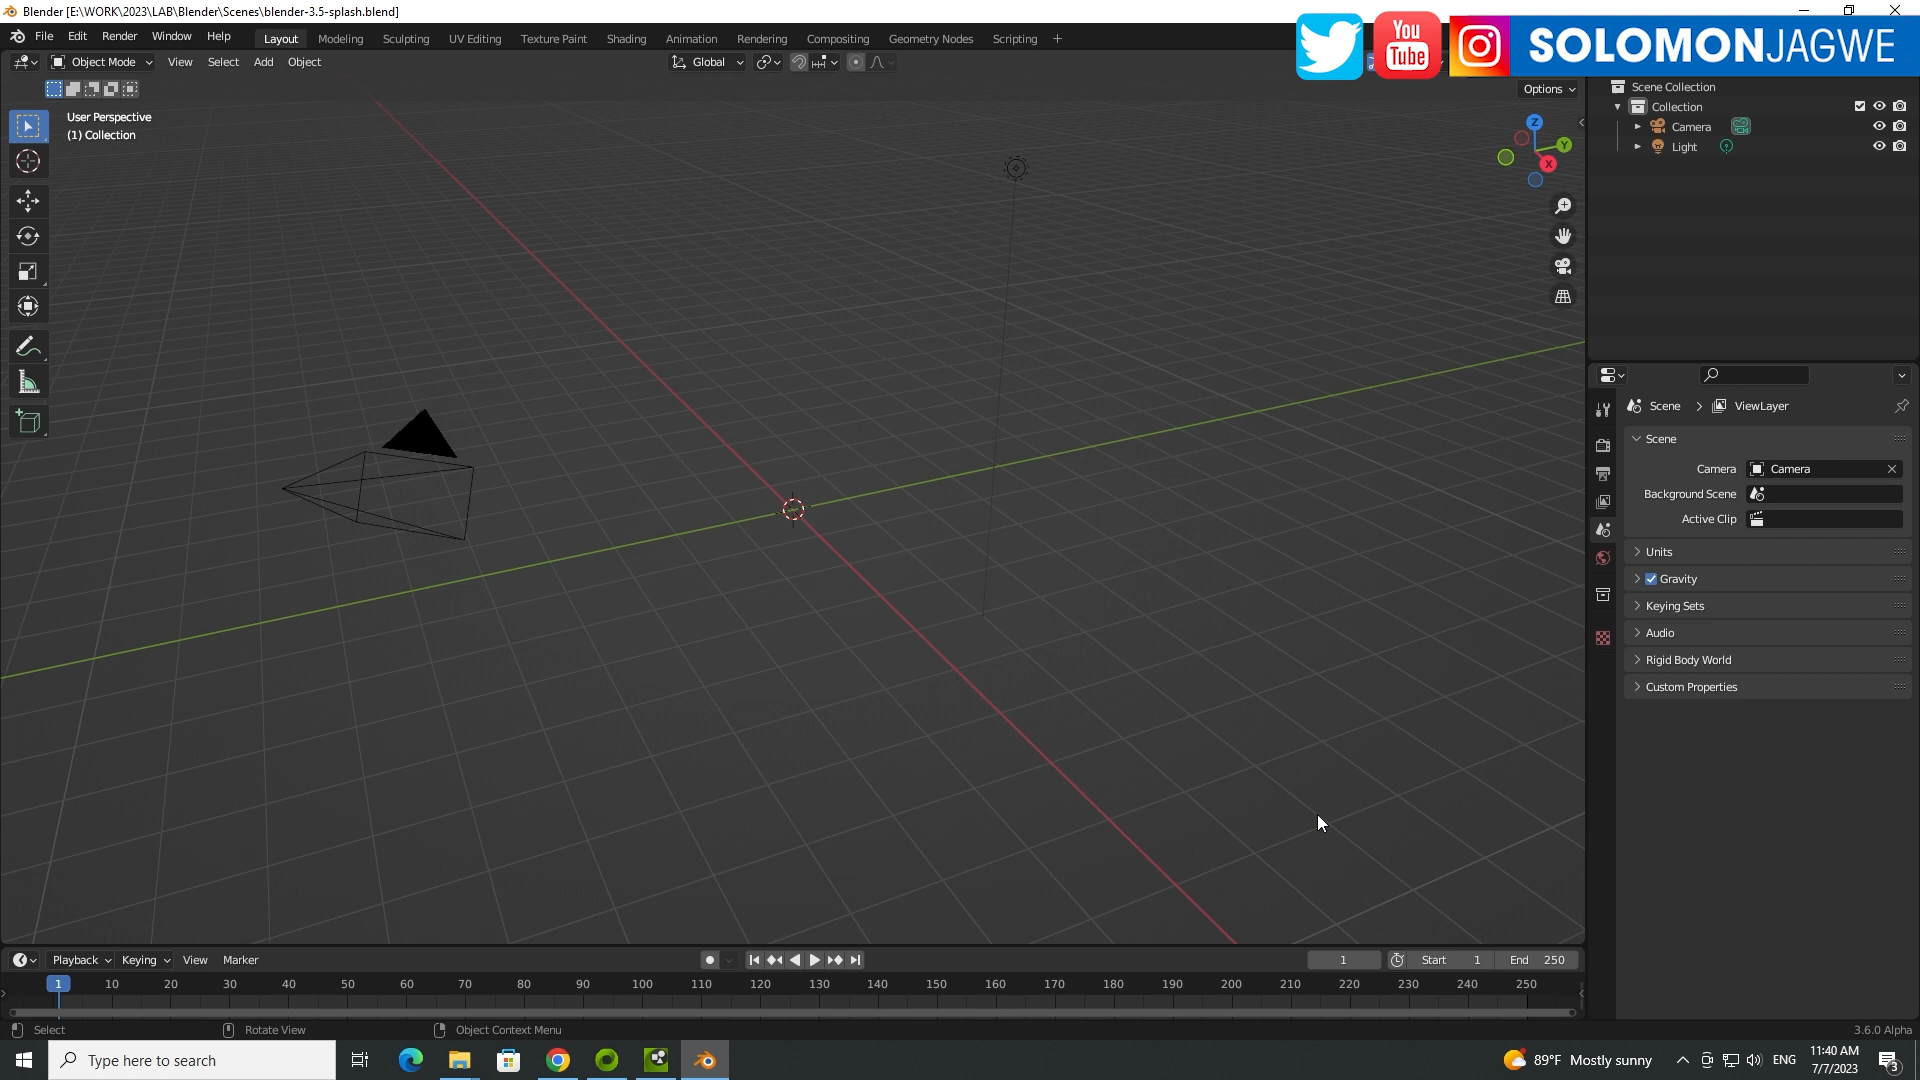 Blender [E:\WORK\2023\LAB\Blender\Scenes\blender-3.5-splash.blend]
File Edit Render Window Help Layout Modeling Sculpting UV Editing Texture Paint Shading Animation Rendering Compositing Geometry Nodes Scripting +
You Tube SOLOMONJAGWE
Object Mode View Select Add Object Global
Options
User Perspective
(1) Collection
Z
Y
X
Scene Collection
Collection
Camera
Light
Scene > ViewLayer
Scene
Camera Camera
Background Scene
Active Clip
Units
Gravity
Keying Sets
Audio
Rigid Body World
Custom Properties
Playback Keying View Marker 1 Start 1 End 250
1 10 20 30 40 50 60 70 80 90 100 110 120 130 140 150 160 170 180 190 200 210 220 230 240 250
Select Rotate View Object Context Menu 3.6.0 Alpha
Type here to search 89°F Mostly sunny ENG 11:40 AM
7/7/2023 3